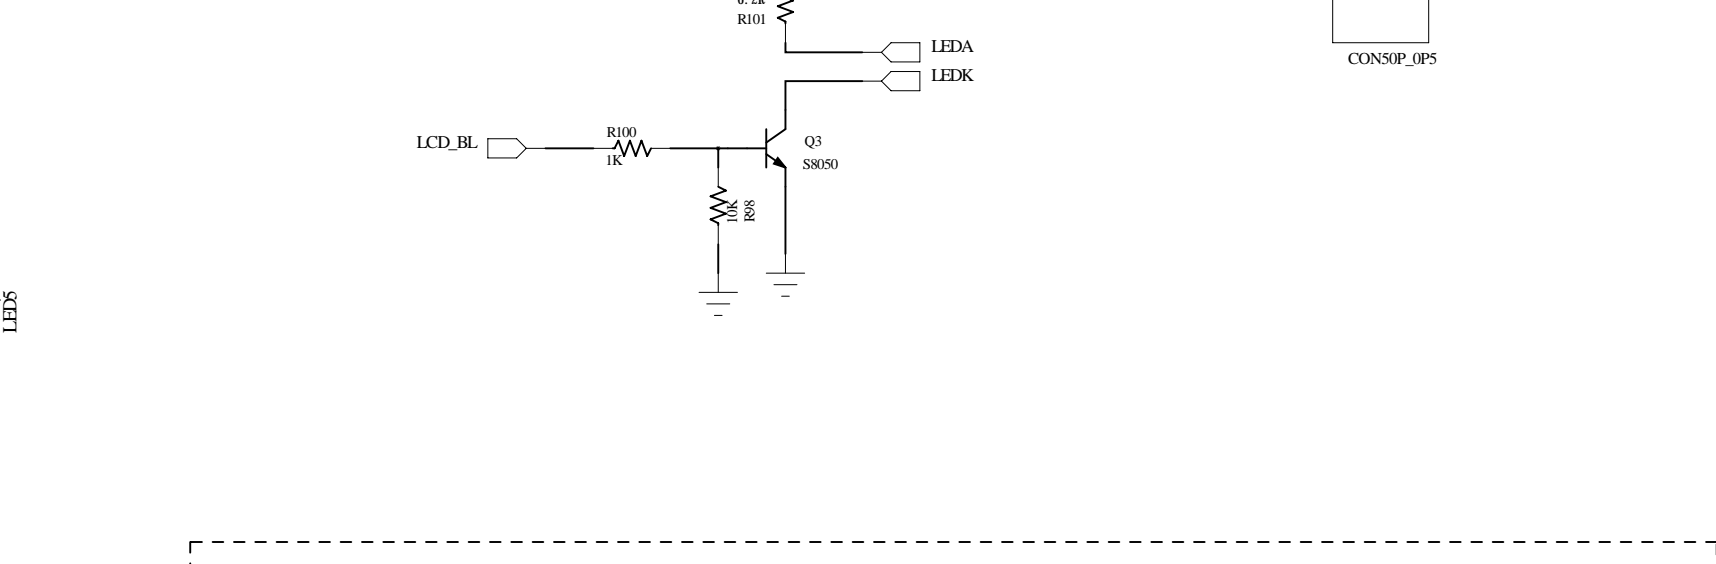 R101
LEDA
CON50P_0P5
LEDK
R100
LCD_BL
1K
Q3
S8050
10K
R98
LED5